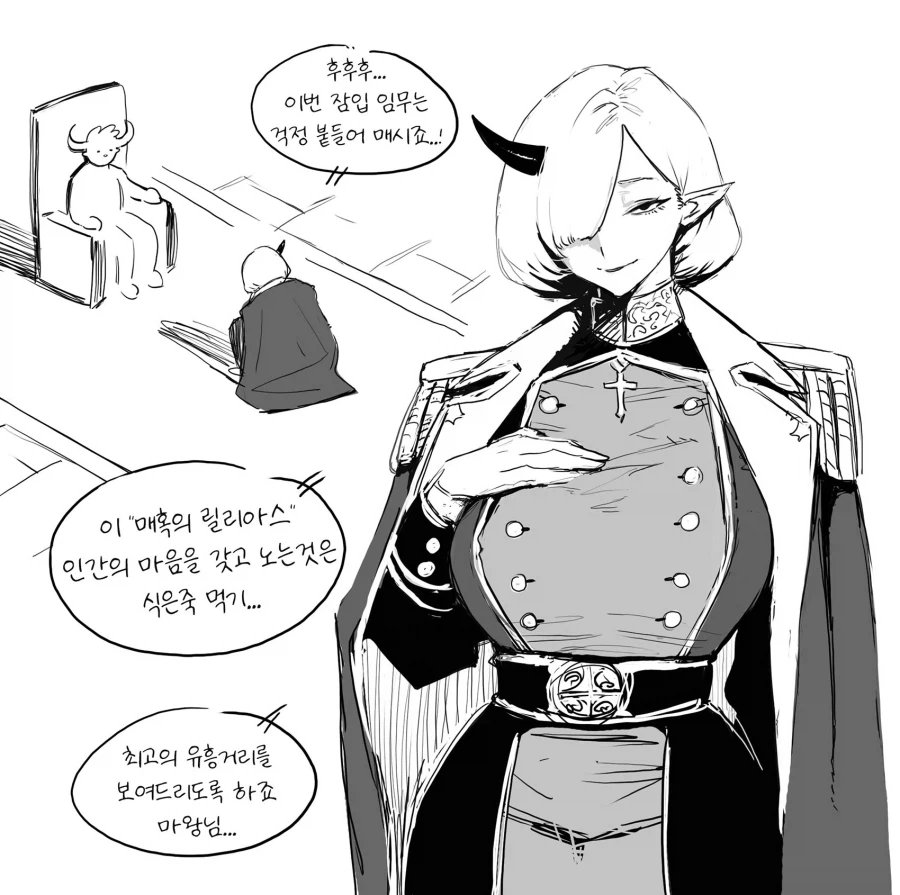 후후후...
이번 잠입 임무는
걱정 붙들어 매시죠..!
이 "매혹의 릴리아스"
인간의 마음을 갖고 노는것은
식은죽 먹기...
최고의 유흥거리를
보여드리도록 하죠
마왕님...